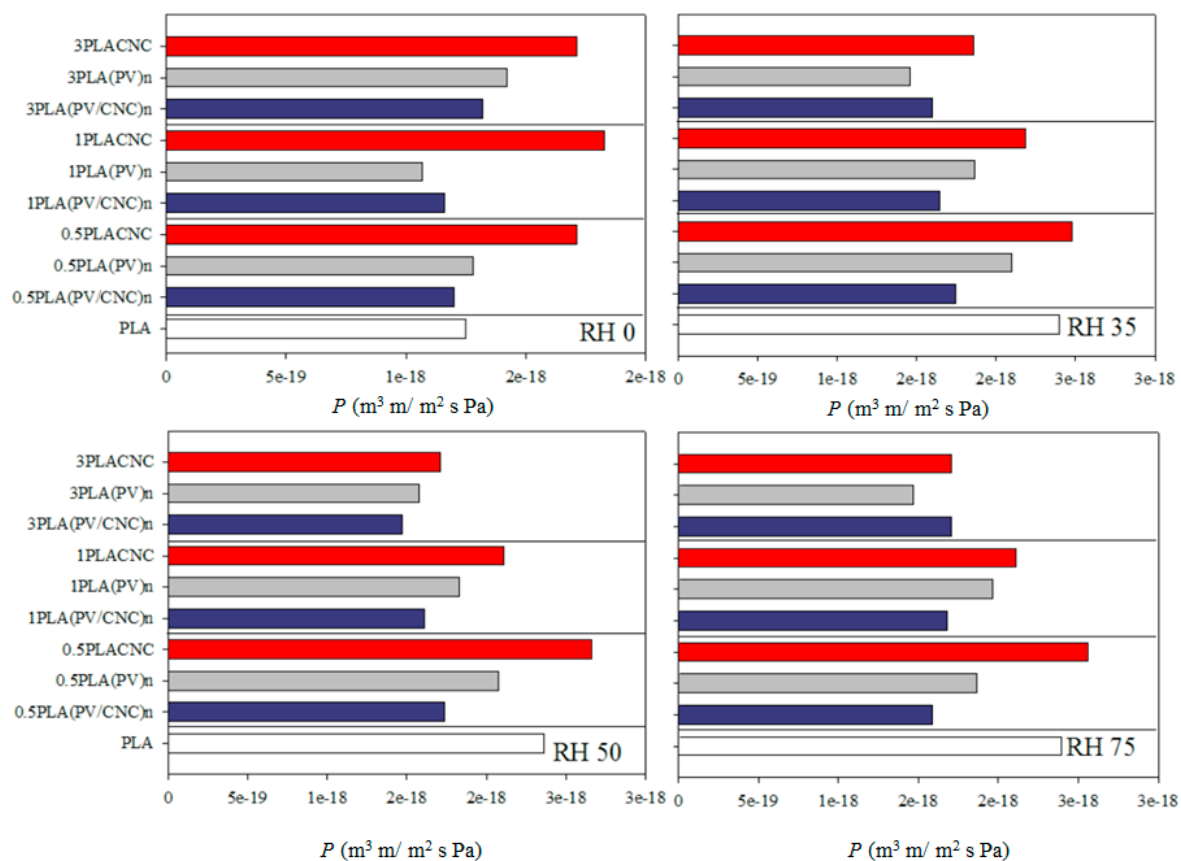 3PLACNC
3PLA(PV)n
3PLA(PV/CNC)n
1PLACNC
1PLA(PV)n
1PLA(PV/CNC)n
0.5PLACNC
0.5PLA(PV)n
0.5PLA(PV/CNC)n
PLA
RH 0
0 5e-19 1e-18 2e-18 2e-18
P (m³ m/ m² s Pa)
RH 35
0 5e-19 1e-18 2e-18 2e-18 3e-18 3e-18
P (m³ m/ m² s Pa)
3PLACNC
3PLA(PV)n
3PLA(PV/CNC)n
1PLACNC
1PLA(PV)n
1PLA(PV/CNC)n
0.5PLACNC
0.5PLA(PV)n
0.5PLA(PV/CNC)n
PLA
RH 50
0 5e-19 1e-18 2e-18 2e-18 3e-18 3e-18
P (m³ m/ m² s Pa)
RH 75
0 5e-19 1e-18 2e-18 2e-18 3e-18 3e-18
P (m³ m/ m² s Pa)